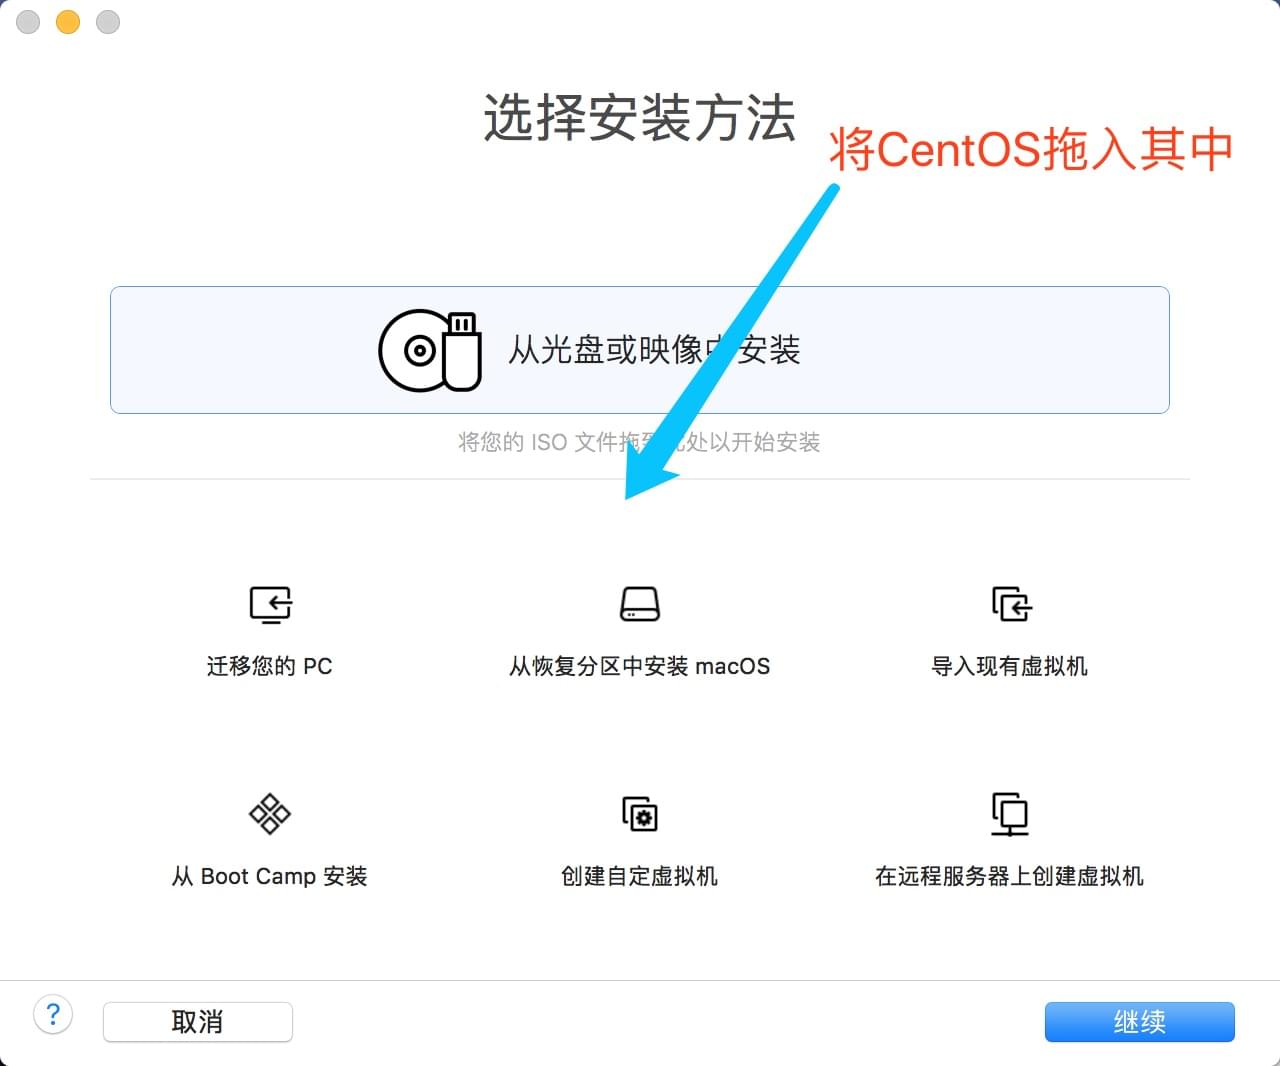 选择安装方法
将CentOS拖入其中
从光盘或映像中安装
将您的 ISO 文件拖到此处以开始安装
迁移您的 PC
从恢复分区中安装 macOS
导入现有虚拟机
从 Boot Camp 安装
创建自定虚拟机
在远程服务器上创建虚拟机
?
取消
继续